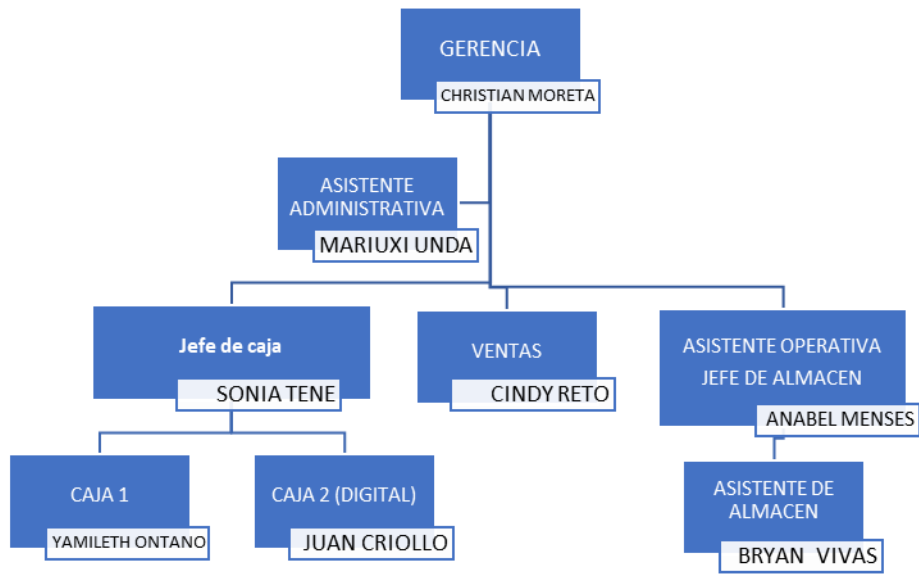 GERENCIA
CHRISTIAN MORETA
ASISTENTE
ADMINISTRATIVA
MARIUXI UNDA
Jefe de caja
SONIA TENE
VENTAS
CINDY RETO
ASISTENTE OPERATIVA
JEFE DE ALMACEN
ANABEL MENSES
CAJA 1
YAMILETH ONTANO
CAJA 2 (DIGITAL)
JUAN CRIOLLO
ASISTENTE DE
ALMACEN
BRYAN VIVAS